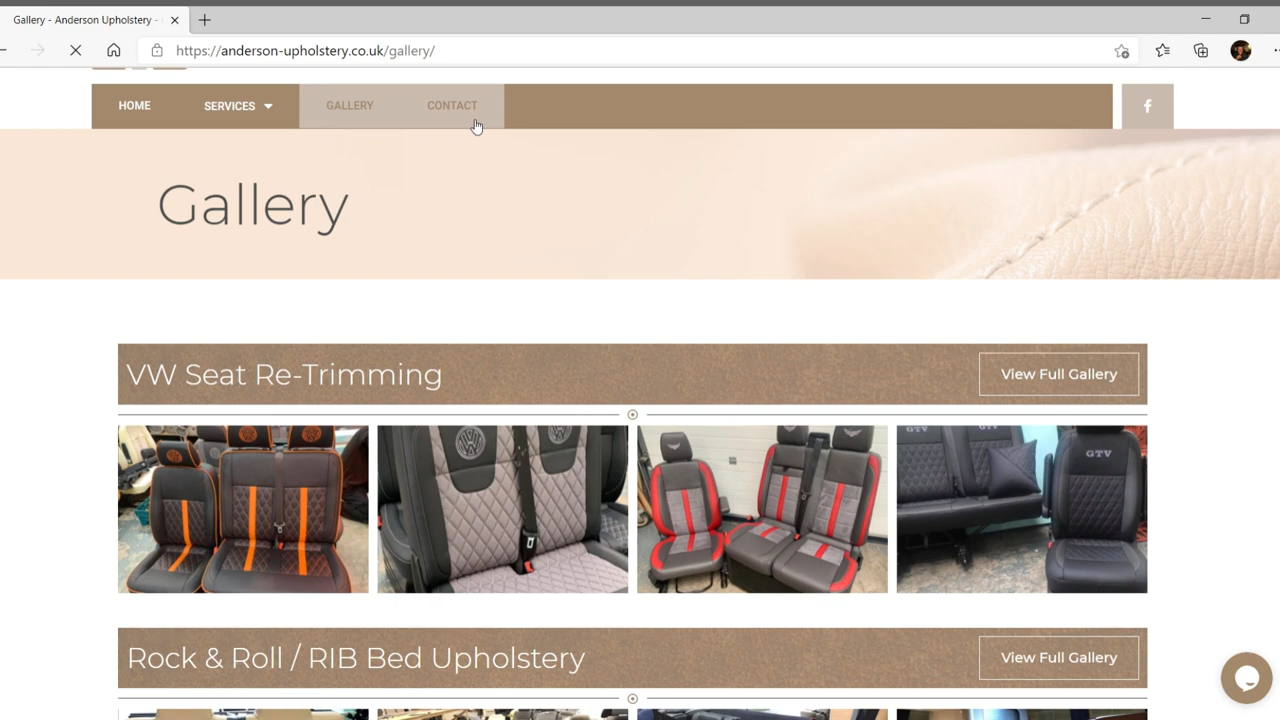 Gallery - Anderson Upholstery -
https://anderson-upholstery.co.uk/gallery/
HOME SERVICES GALLERY CONTACT
Gallery
VW Seat Re-Trimming
View Full Gallery
GTV
Rock & Roll / RIB Bed Upholstery
View Full Gallery